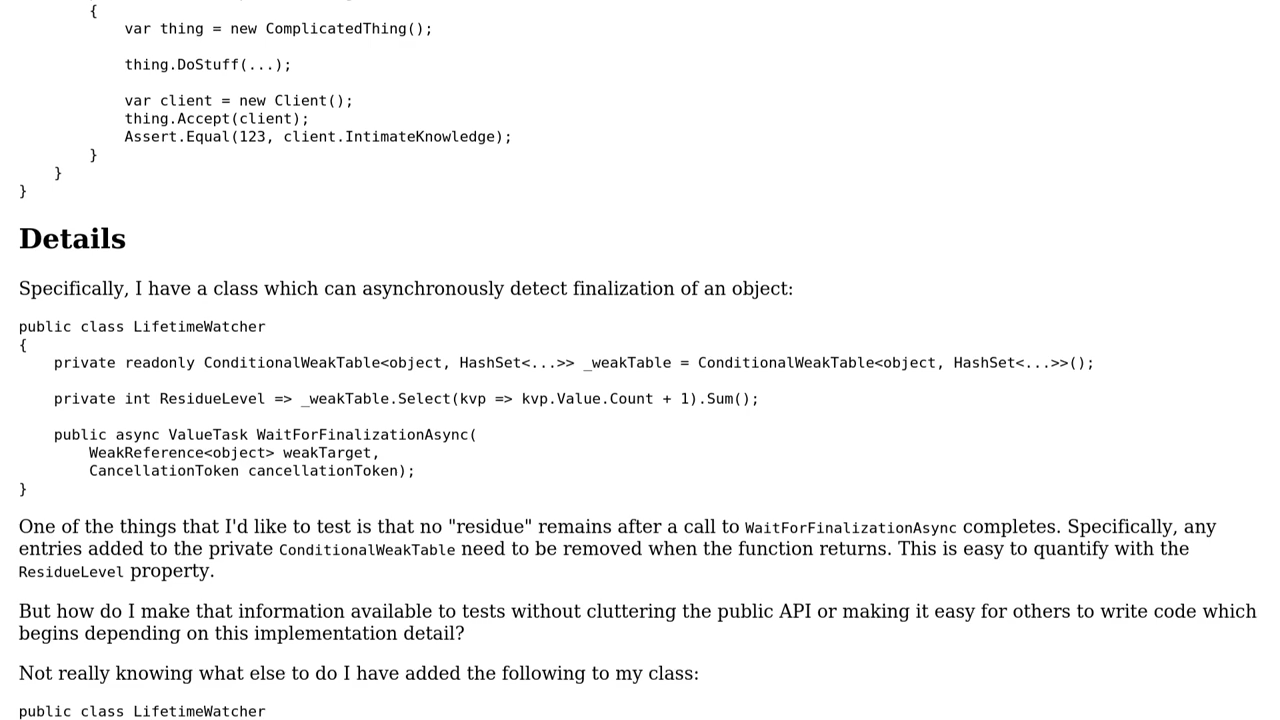 {
            var thing = new ComplicatedThing();

            thing.DoStuff(...);

            var client = new Client();
            thing.Accept(client);
            Assert.Equal(123, client.IntimateKnowledge);
        }
    }
}
Details
Specifically, I have a class which can asynchronously detect finalization of an object:
public class LifetimeWatcher
{
    private readonly ConditionalWeakTable<object, HashSet<...>> _weakTable = ConditionalWeakTable<object, HashSet<...>>();

    private int ResidueLevel => _weakTable.Select(kvp => kvp.Value.Count + 1).Sum();

    public async ValueTask WaitForFinalizationAsync(
        WeakReference<object> weakTarget,
        CancellationToken cancellationToken);
}
One of the things that I'd like to test is that no "residue" remains after a call to WaitForFinalizationAsync completes. Specifically, any
entries added to the private ConditionalWeakTable need to be removed when the function returns. This is easy to quantify with the
ResidueLevel property.
But how do I make that information available to tests without cluttering the public API or making it easy for others to write code which
begins depending on this implementation detail?
Not really knowing what else to do I have added the following to my class:
public class LifetimeWatcher